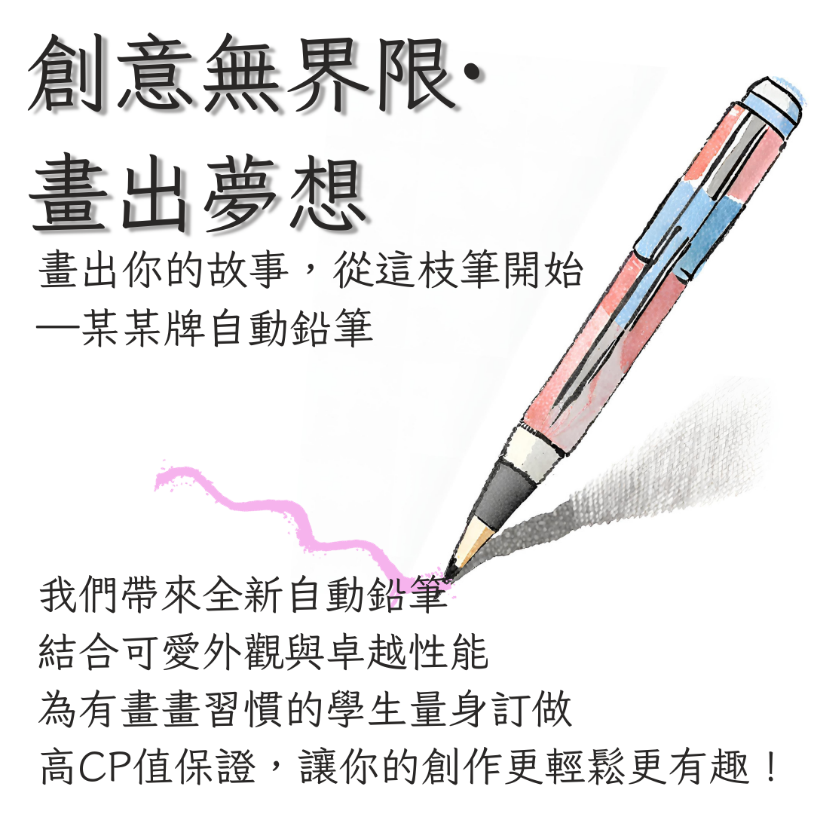 創意無界限·
畫出夢想
畫出你的故事，從這枝筆開始
—某某牌自動鉛筆
我們帶來全新自動鉛筆
結合可愛外觀與卓越性能
為有畫畫習慣的學生量身訂做
高CP值保證，讓你的創作更輕鬆更有趣！